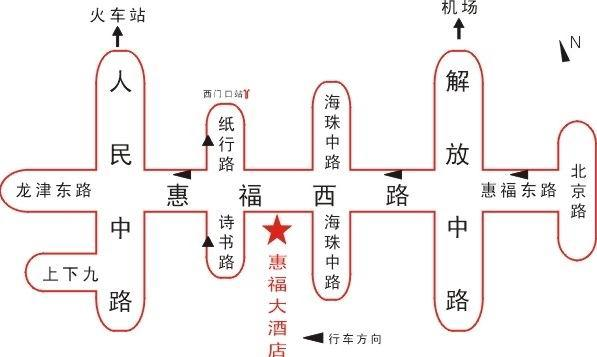 火车站
机场
N
人民中路
西门口站
纸行路
海珠中路
解放中路
龙津东路
惠福西路
惠福东路
北京路
诗书路
海珠中路
上下九
惠福大酒店
行车方向